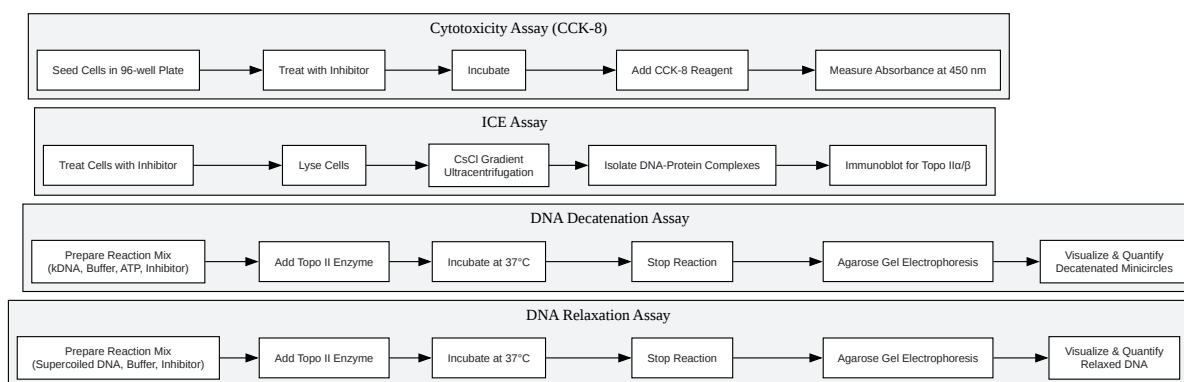 Cytotoxicity Assay (CCK-8)
Seed Cells in 96-well Plate
Treat with Inhibitor
Incubate
Add CCK-8 Reagent
Measure Absorbance at 450 nm
ICE Assay
Treat Cells with Inhibitor
Lyse Cells
CsCl Gradient
Ultracentrifugation
Isolate DNA-Protein Complexes
Immunoblot for Topo IIα/β
DNA Decatenation Assay
Prepare Reaction Mix
(kDNA, Buffer, ATP, Inhibitor)
Add Topo II Enzyme
Incubate at 37°C
Stop Reaction
Agarose Gel Electrophoresis
Visualize & Quantify
Decatenated Minicircles
DNA Relaxation Assay
Prepare Reaction Mix
(Supercoiled DNA, Buffer, Inhibitor)
Add Topo II Enzyme
Incubate at 37°C
Stop Reaction
Agarose Gel Electrophoresis
Visualize & Quantify
Relaxed DNA